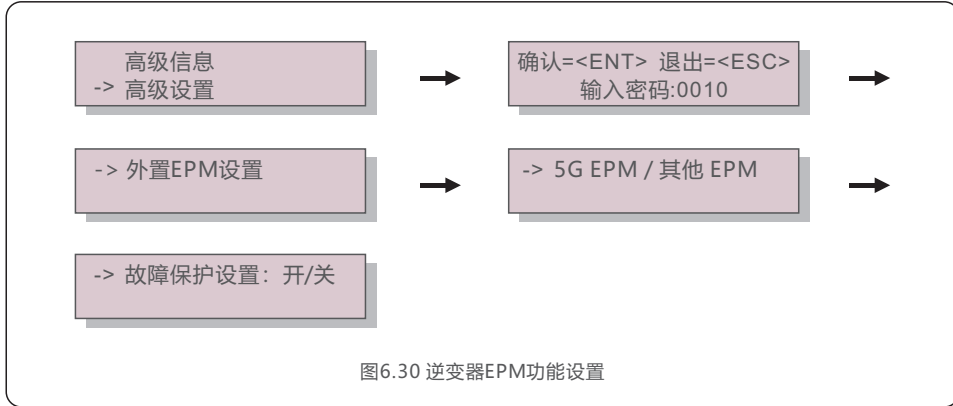 高级信息
-> 高级设置
确认=<ENT> 退出=<ESC>
输入密码:0010
-> 外置EPM设置
-> 5G EPM / 其他 EPM
-> 故障保护设置：开/关
图6.30 逆变器EPM功能设置